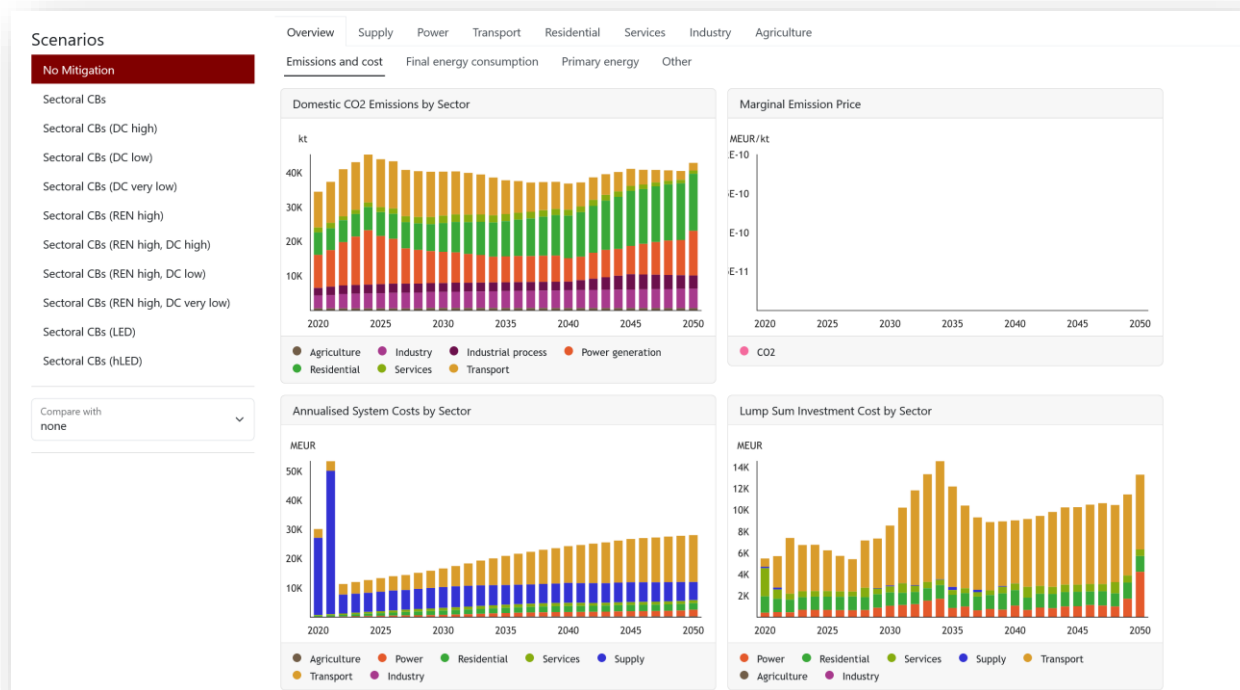 Scenarios
No Mitigation
Sectoral CBs
Sectoral CBs (DC high)
Sectoral CBs (DC low)
Sectoral CBs (DC very low)
Sectoral CBs (REN high)
Sectoral CBs (REN high, DC high)
Sectoral CBs (REN high, DC low)
Sectoral CBs (REN high, DC very low)
Sectoral CBs (LED)
Sectoral CBs (hLED)
Compare with
none
Overview Supply Power Transport Residential Services Industry Agriculture
Emissions and cost Final energy consumption Primary energy Other
Domestic CO2 Emissions by Sector
kt
40K
30K
20K
10K
2020 2025 2030 2035 2040 2045 2050
Agriculture Industry Industrial process Power generation
Residential Services Transport
Marginal Emission Price
MEUR/kt
E-10
E-10
E-10
E-11
2020 2025 2030 2035 2040 2045 2050
CO2
Annualised System Costs by Sector
MEUR
50K
40K
30K
20K
10K
2020 2025 2030 2035 2040 2045 2050
Agriculture Power Residential Services Supply
Transport Industry
Lump Sum Investment Cost by Sector
MEUR
14K
12K
10K
8K
6K
4K
2K
2020 2025 2030 2035 2040 2045 2050
Power Residential Services Supply Transport
Agriculture Industry